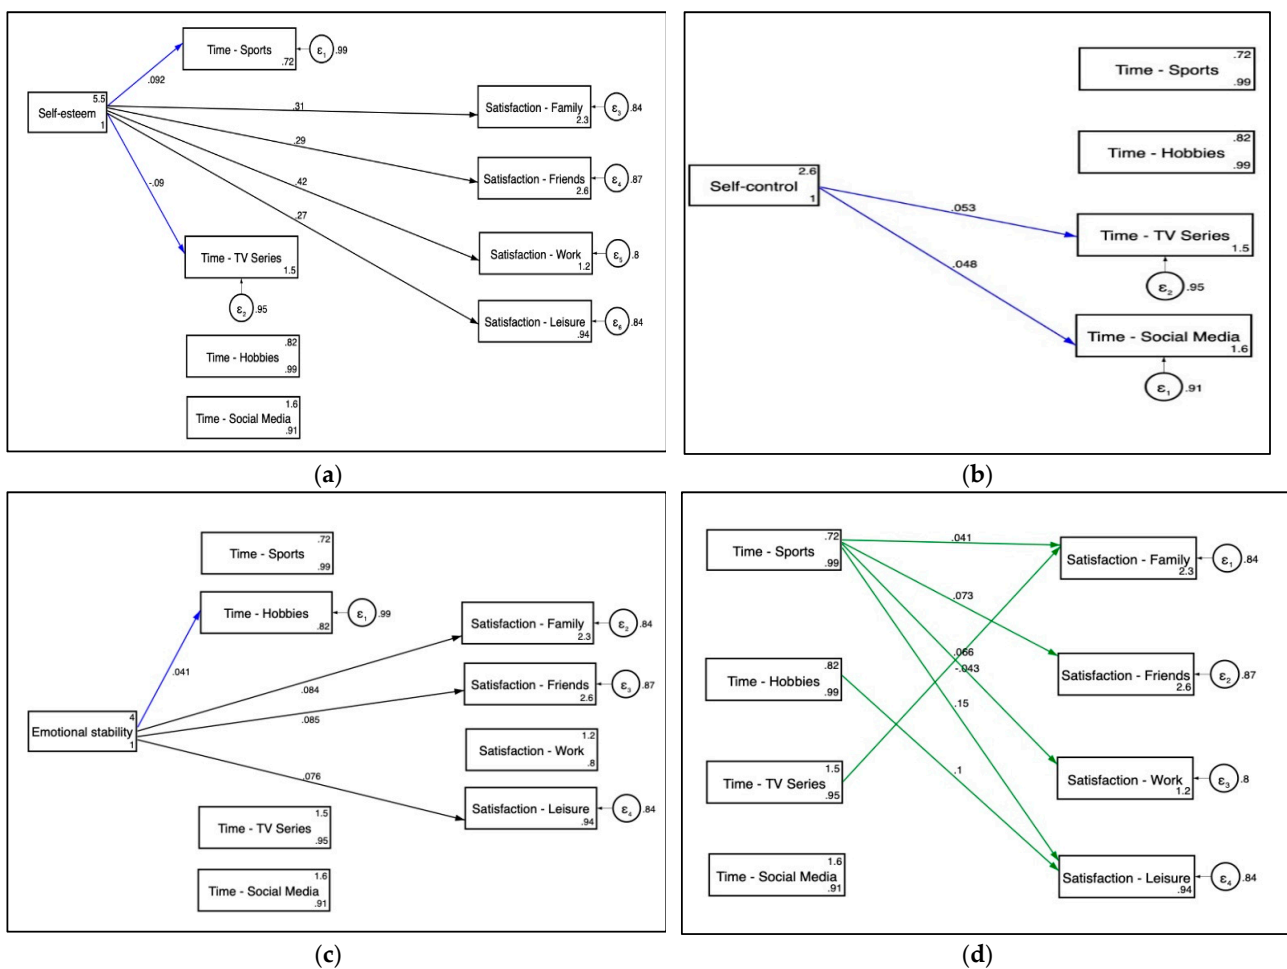 Time - Sports
.72
ε1
.99
.092
5.5
Self-esteem
1
.31
Satisfaction - Family
2.3
ε3
.84
.29
Satisfaction - Friends
2.6
ε4
.87
-.09
.42
.27
Satisfaction - Work
1.2
ε5
.8
Time - TV Series
1.5
ε2
.95
Satisfaction - Leisure
.94
ε6
.84
.82
Time - Hobbies
.99
1.6
Time - Social Media
.91
(a)
.72
Time - Sports
.99
.82
Time - Hobbies
.99
2.6
Self-control
1
.053
Time - TV Series
1.5
ε2
.95
.048
Time - Social Media
1.6
ε1
.91
(b)
.72
Time - Sports
.99
Time - Hobbies
.82
ε1
.99
.041
Satisfaction - Family
2.3
ε2
.84
.084
Satisfaction - Friends
2.6
ε3
.87
.085
4
Emotional stability
1
1.2
Satisfaction - Work
.8
.076
Satisfaction - Leisure
.94
ε4
.84
1.5
Time - TV Series
.95
1.6
Time - Social Media
.91
(c)
.72
Time - Sports
.99
.041
Satisfaction - Family
2.3
ε1
.84
.073
.82
Time - Hobbies
.99
.066
-.043
Satisfaction - Friends
2.6
ε2
.87
.15
1.5
Time - TV Series
.95
.1
Satisfaction - Work
1.2
ε3
.8
1.6
Time - Social Media
.91
Satisfaction - Leisure
.94
ε4
.84
(d)